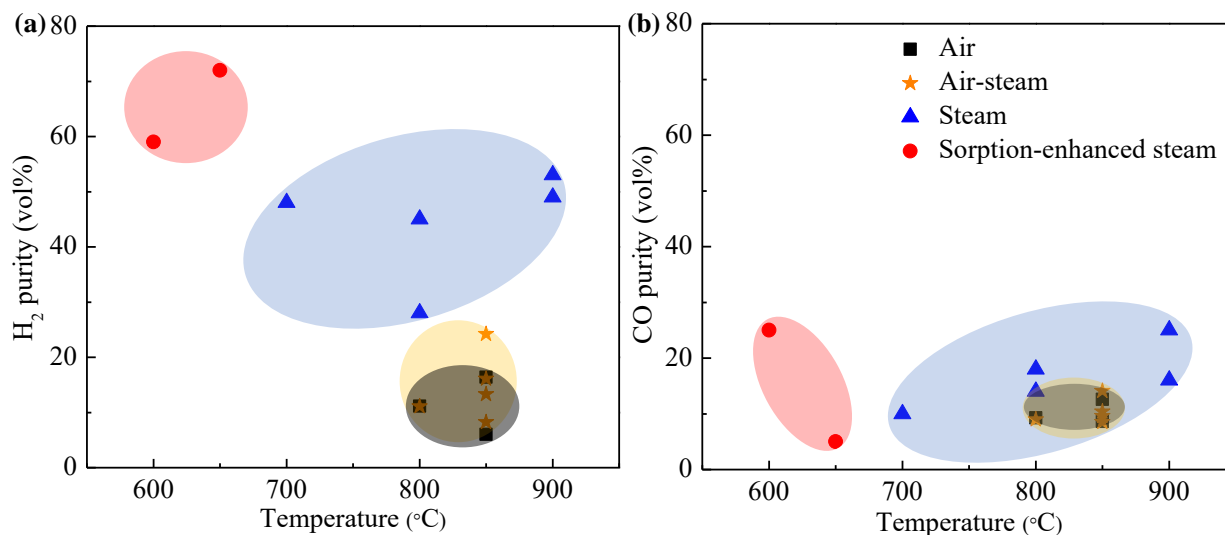 (a)
80
60
40
20
0
H₂ purity (vol%)
600 700 800 900
Temperature (°C)
(b)
80
60
40
20
0
CO purity (vol%)
Air
Air-steam
Steam
Sorption-enhanced steam
600 700 800 900
Temperature (°C)